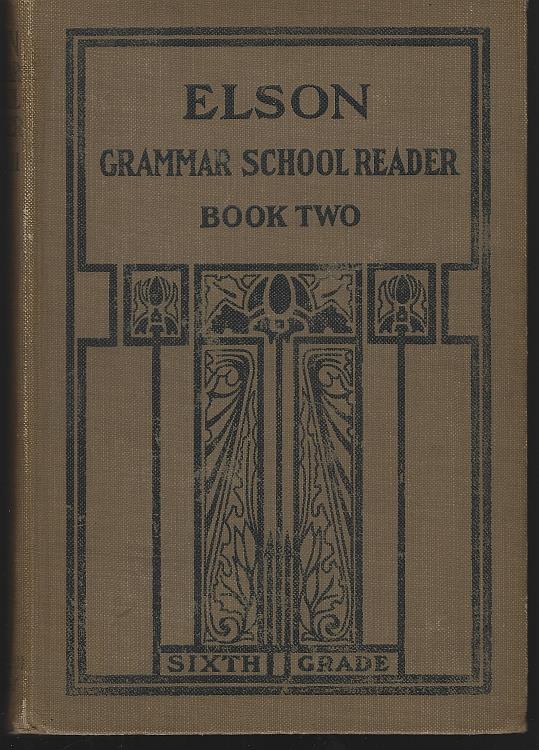 ELSON
GRAMMAR SCHOOL READER
BOOK TWO
SIXTH GRADE